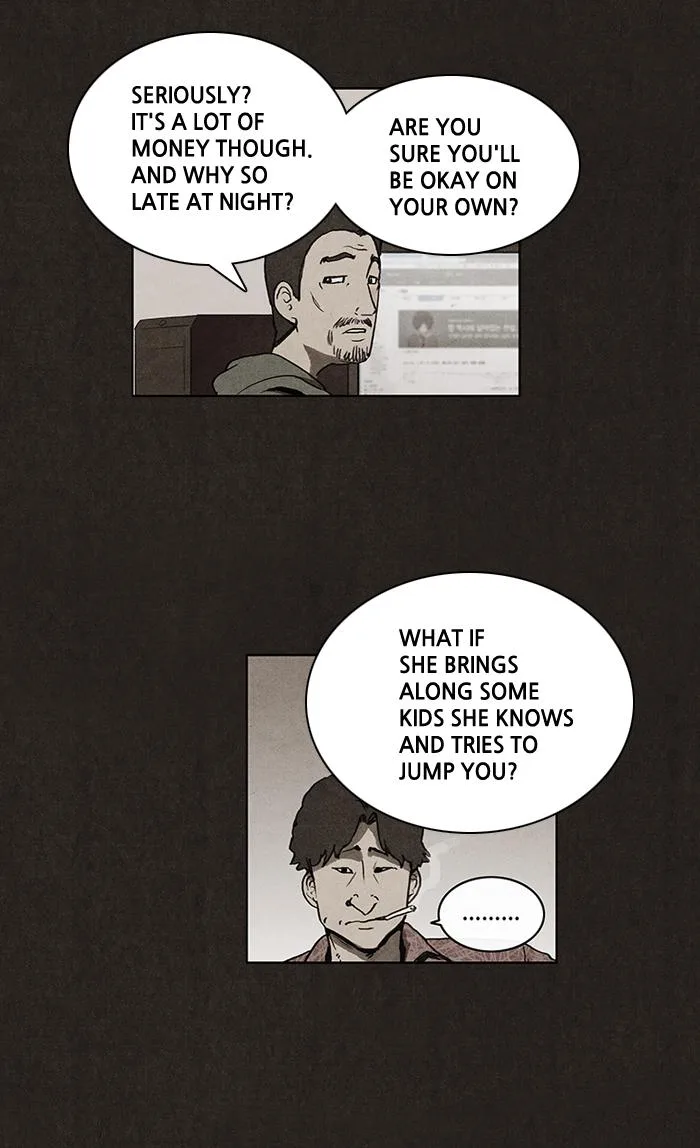 SERIOUSLY?
IT'S A LOT OF
MONEY THOUGH.
AND WHY SO
LATE AT NIGHT?
ARE YOU
SURE YOU'LL
BE OKAY ON
YOUR OWN?
WHAT IF
SHE BRINGS
ALONG SOME
KIDS SHE KNOWS
AND TRIES TO
JUMP YOU?
.........